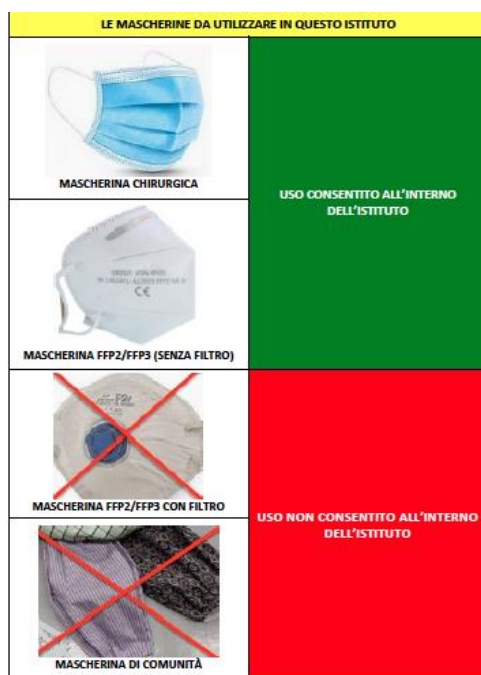 LE MASCHERINE DA UTILIZZARE IN QUESTO ISTITUTO
MASCHERINA CHIRURGICA
USO CONSENTITO ALL'INTERNO
DELL'ISTITUTO
MASCHERINA FFP2/FFP3 (SENZA FILTRO)
MASCHERINA FFP2/FFP3 CON FILTRO
USO NON CONSENTITO ALL'INTERNO
DELL'ISTITUTO
MASCHERINA DI COMUNITÀ